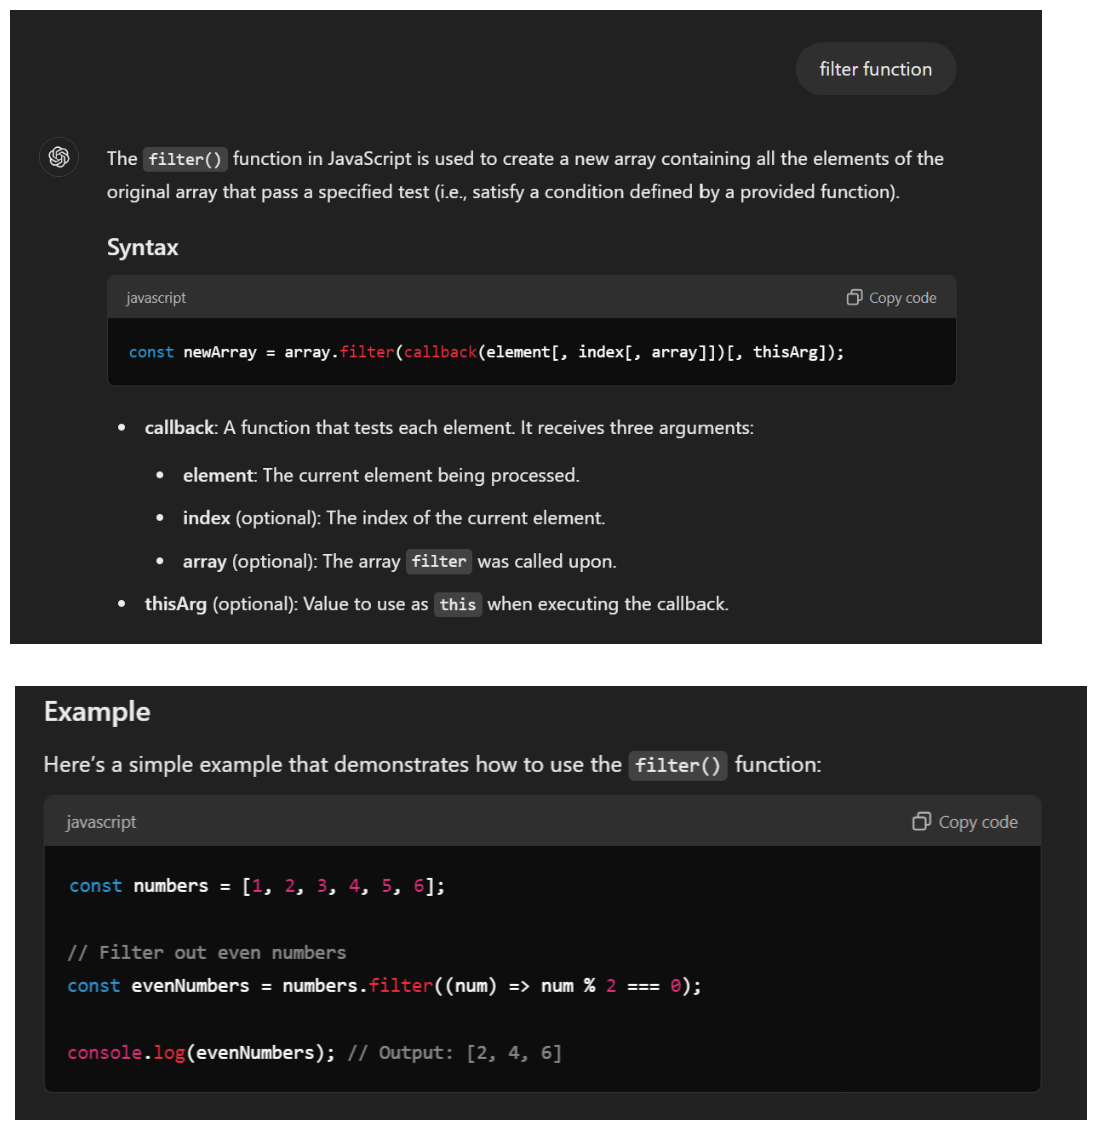 filter function
The filter() function in JavaScript is used to create a new array containing all the elements of the
original array that pass a specified test (i.e., satisfy a condition defined by a provided function).
Syntax
javascript Copy code
const newArray = array.filter(callback(element[, index[, array]])[, thisArg]);
• callback: A function that tests each element. It receives three arguments:
• element: The current element being processed.
• index (optional): The index of the current element.
• array (optional): The array filter was called upon.
• thisArg (optional): Value to use as this when executing the callback.
Example
Here's a simple example that demonstrates how to use the filter() function:
javascript Copy code
const numbers = [1, 2, 3, 4, 5, 6];
// Filter out even numbers
const evenNumbers = numbers.filter((num) => num % 2 === 0);
console.log(evenNumbers); // Output: [2, 4, 6]